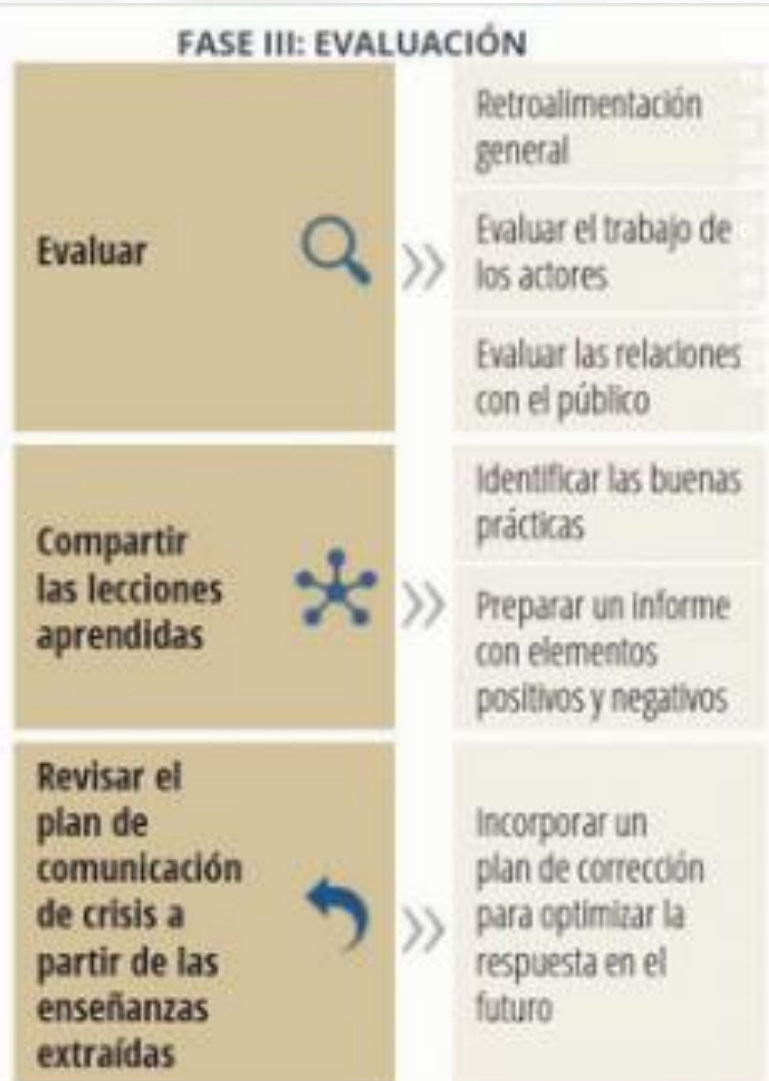 FASE III: EVALUACIÓN
Evaluar
Retroalimentación
general
Evaluar el trabajo de
los actores
Evaluar las relaciones
con el público
Compartir
las lecciones
aprendidas
Identificar las buenas
prácticas
Preparar un informe
con elementos
positivos y negativos
Revisar el
plan de
comunicación
de crisis a
partir de las
enseñanzas
extraídas
Incorporar un
plan de corrección
para optimizar la
respuesta en el
futuro